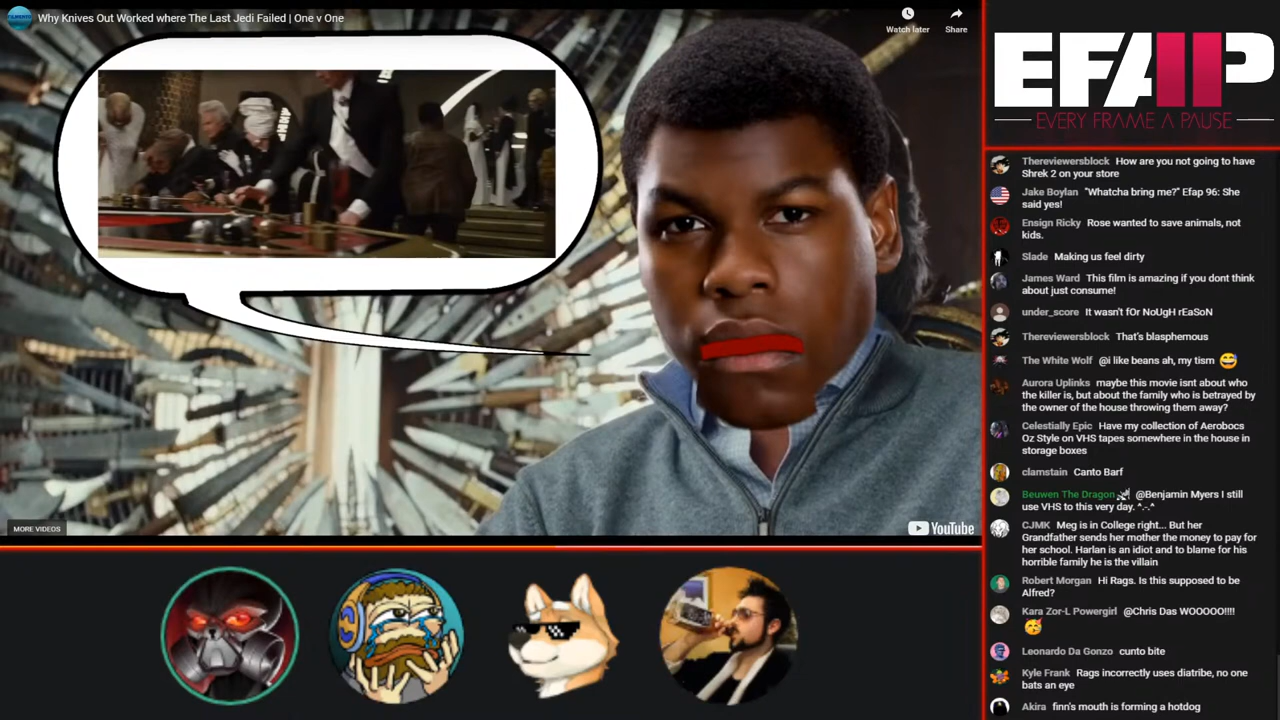 Why Knives Out Worked where The Last Jedi Failed | One v One
Watch later
Share
MORE VIDEOS
YouTube
EFAP
EVERY FRAME A PAUSE
Thereviewersblock How are you not going to have
Shrek 2 on your store
Jake Boylan "Whatcha bring me?" Efap 96: She
said yes!
Ensign Ricky Rose wanted to save animals, not
kids.
Slade Making us feel dirty
James Ward This film is amazing if you dont think
about just consume!
under_score It wasn't fOr NoUgH rEaSoN
Thereviewersblock That's blasphemous
The White Wolf @i like beans ah, my tism 😅
Aurora Uplinks maybe this movie isnt about who
the killer is, but about the family who is betrayed by
the owner of the house throwing them away?
Celestially Epic Have my collection of Aerobocs
Oz Style on VHS tapes somewhere in the house in
storage boxes
clamstain Canto Barf
Beuwen The Dragon @Benjamin Myers I still
use VHS to this very day. ^.-.^
CJMK Meg is in College right... But her
Grandfather sends her mother the money to pay for
her school. Harlan is an idiot and to blame for his
horrible family he is the villain
Robert Morgan Hi Rags. Is this supposed to be
Alfred?
Kara Zor-L Powergirl @Chris Das WOOOOO!!!!
🥳
Leonardo Da Gonzo cunto bite
Kyle Frank Rags incorrectly uses diatribe, no one
bats an eye
Akira finn's mouth is forming a hotdog